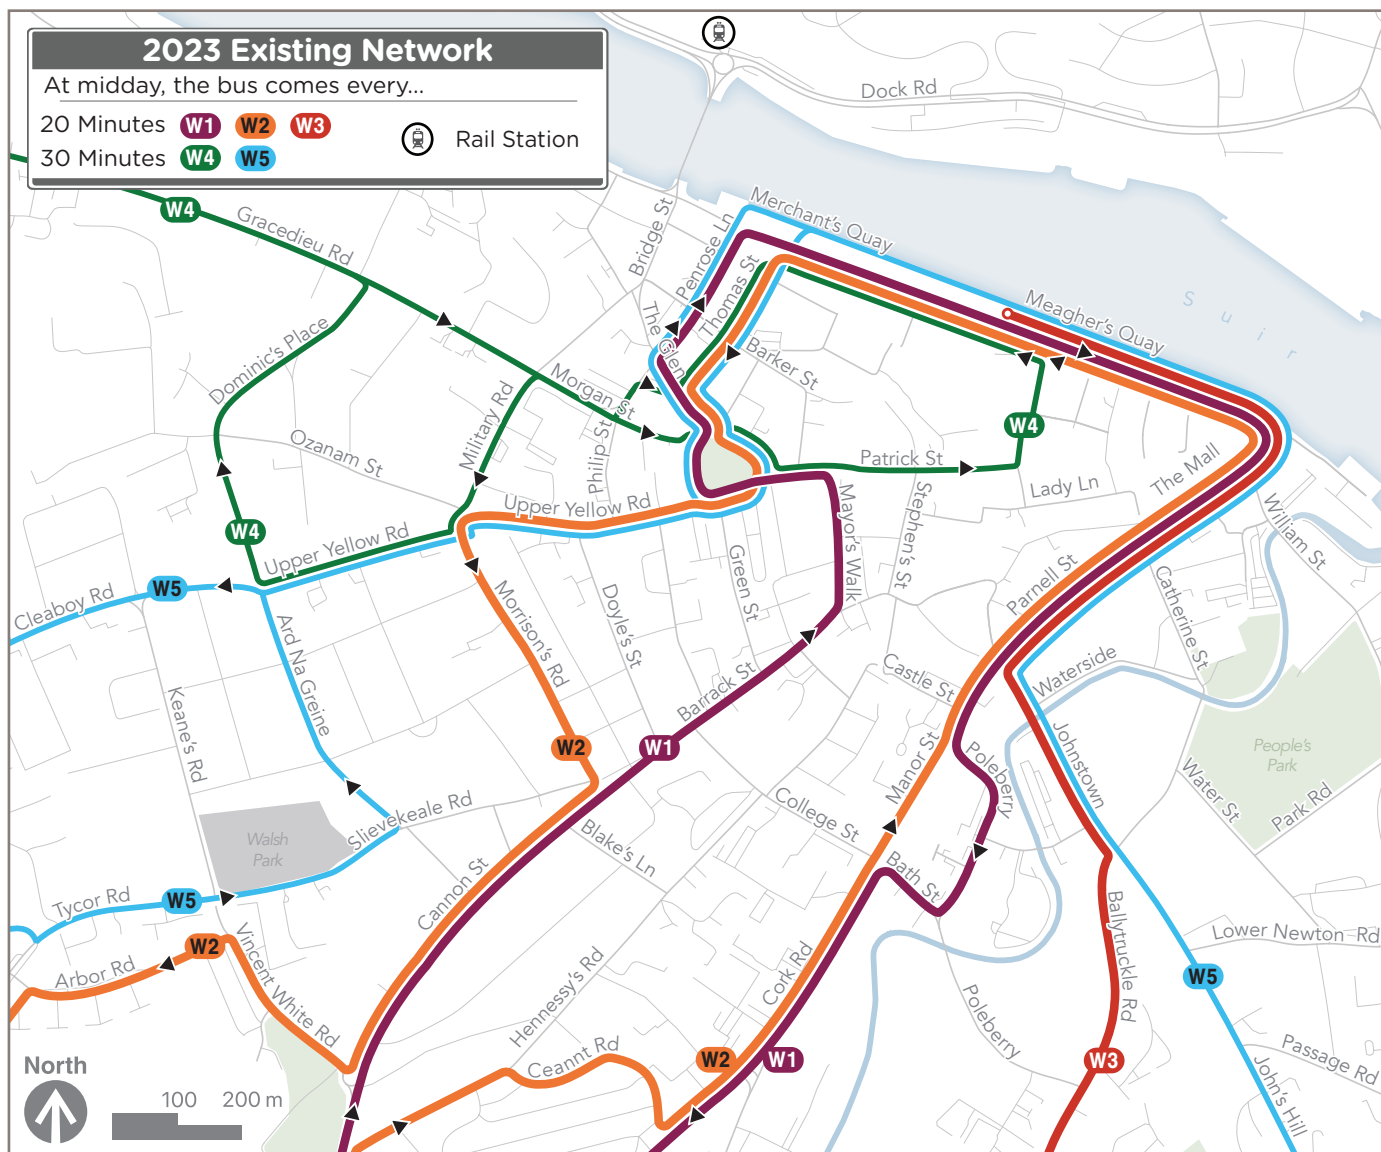 2023 Existing Network
At midday, the bus comes every...
20 Minutes W1 W2 W3
30 Minutes W4 W5
Rail Station
Dock Rd
W4
Gracedieu Rd
Bridge St
Penrose Ln
Merchant's Quay
Thomas St
The Glen
Meagher's Quay
Suir
Barker St
Dominic's Place
Morgan St
Military Rd
Philip St
Ozanam St
W4
Patrick St
The Mall
Lady Ln
Upper Yellow Rd
Mayor's Walk
Stephen's St
William St
W4
Upper Yellow Rd
Green St
Doyle's St
Parnell St
Catherine St
W5
Cleaboy Rd
Morrison's Rd
Ard Na Greine
Castle St
Waterside
Barrack St
Keane's Rd
W2
W1
Manor St
Poleberry
Johnstown
People's
Park
Water St
Park Rd
Slievekeale Rd
College St
Walsh
Park
Blake's Ln
Bath St
Cannon St
Tycor Rd
W5
Ballytruckle Rd
Lower Newton Rd
W2
Vincent White Rd
Arbor Rd
Cork Rd
Hennessy's Rd
W5
Poleberry
Ceannt Rd
W2
W1
W3
Passage Rd
John's Hill
North
100 200 m